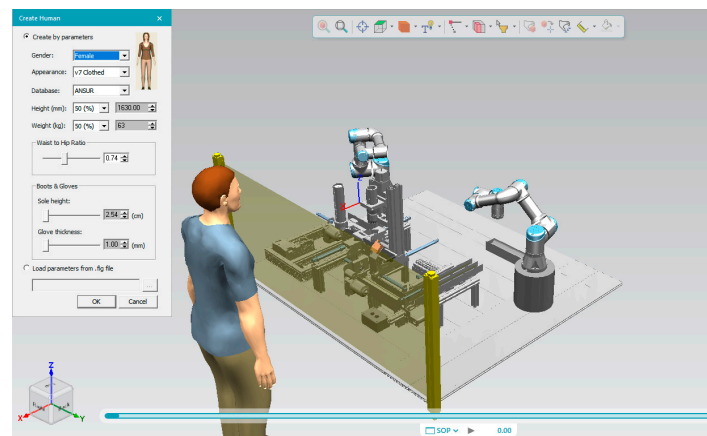 Create Human
Create by parameters
Gender: Female
Appearance: v7 Clothed
Database: ANSUR
Height (mm): 50 (%) 1630.00
Weight (kg): 50 (%) 63
Waist to Hip Ratio
0.74
Boots & Gloves
Sole height:
2.54 (cm)
Glove thickness:
1.00 (mm)
Load parameters from .fig file
...
OK Cancel
Z
Z
X Y
SOP 0.00